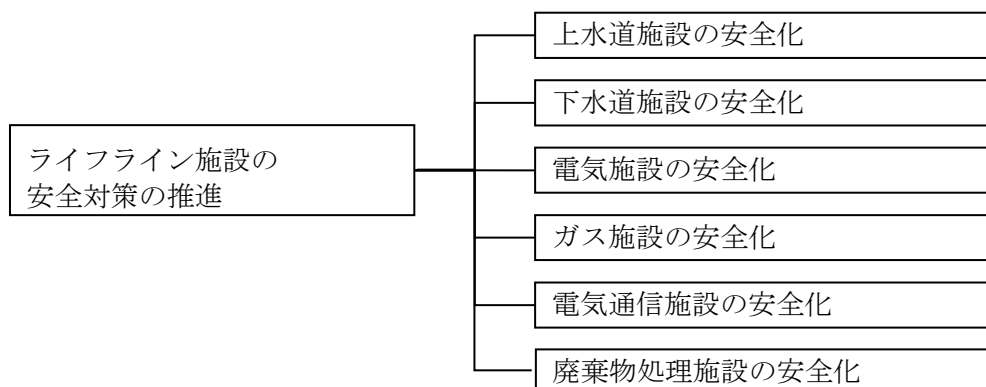 ライフライン施設の
安全対策の推進
上水道施設の安全化
下水道施設の安全化
電気施設の安全化
ガス施設の安全化
電気通信施設の安全化
廃棄物処理施設の安全化